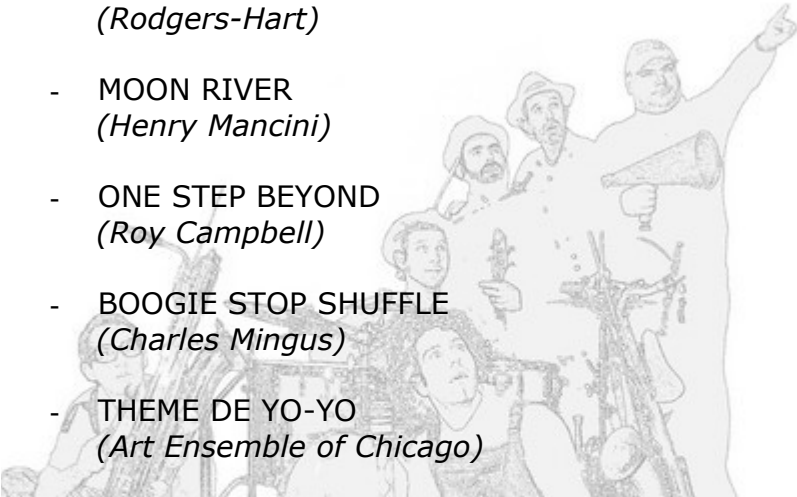 (Rodgers-Hart)
- MOON RIVER
(Henry Mancini)
- ONE STEP BEYOND
(Roy Campbell)
- BOOGIE STOP SHUFFLE
(Charles Mingus)
- THEME DE YO-YO
(Art Ensemble of Chicago)